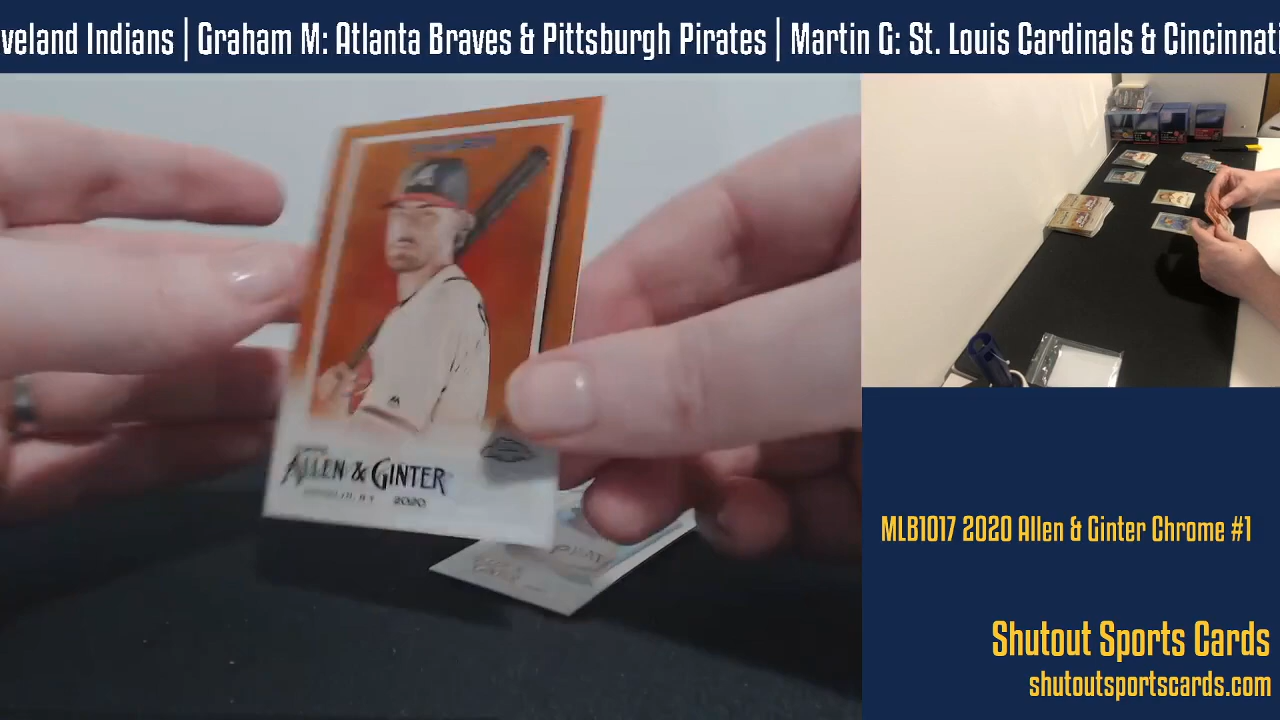 veland Indians | Graham M: Atlanta Braves & Pittsburgh Pirates | Martin G: St. Louis Cardinals & Cincinnati
ALLEN & GINTER
2020
MLB1017 2020 Allen & Ginter Chrome #1
Shutout Sports Cards
shutoutsportscards.com